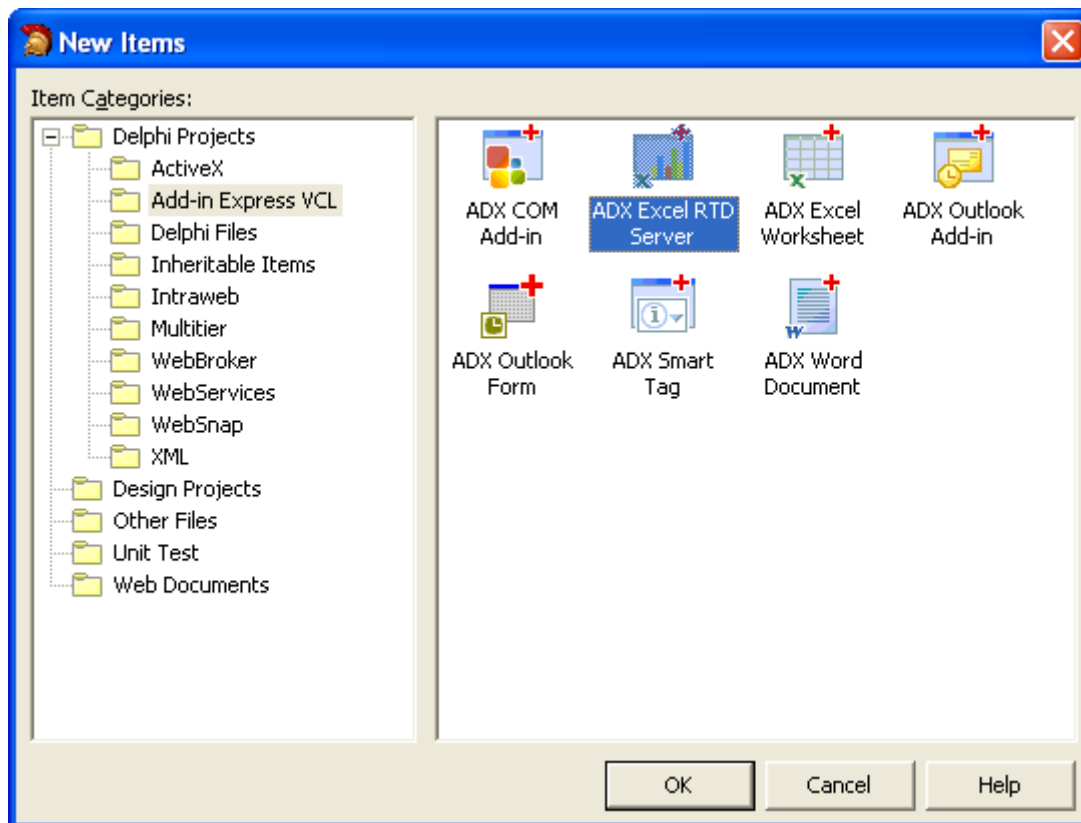 New Items
Item Categories:
Delphi Projects
ActiveX
Add-in Express VCL
Delphi Files
Inheritable Items
Intraweb
Multitier
WebBroker
WebServices
WebSnap
XML
Design Projects
Other Files
Unit Test
Web Documents
ADX COM
Add-in
ADX Excel RTD
Server
ADX Excel
Worksheet
ADX Outlook
Add-in
ADX Outlook
Form
ADX Smart
Tag
ADX Word
Document
OK
Cancel
Help